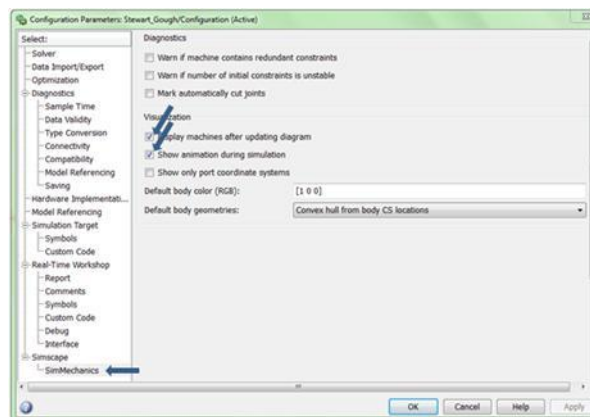 Configuration Parameters: Stewart_Gough/Configuration (Active)
Select:
Solver
Data Import/Export
Optimization
Diagnostics
Sample Time
Data Validity
Type Conversion
Connectivity
Compatibility
Model Referencing
Saving
Hardware Implementati...
Model Referencing
Simulation Target
Symbols
Custom Code
Real-Time Workshop
Report
Comments
Symbols
Custom Code
Debug
Interface
Simscape
SimMechanics
Diagnostics
Warn if machine contains redundant constraints
Warn if number of initial constraints is unstable
Mark automatically cut joints
Visualization
Display machines after updating diagram
Show animation during simulation
Show only port coordinate systems
Default body color (RGB): [1 0 0]
Default body geometries: Convex hull from body CS locations
OK Cancel Help Apply